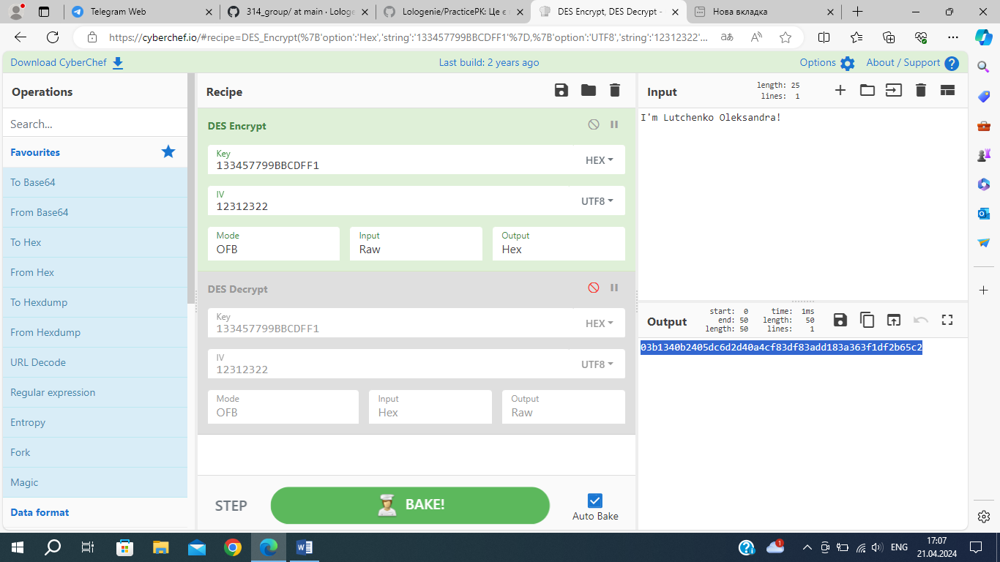 Telegram Web
314_group/ at main · Lologe
Lologenie/PracticePK: Це є
DES Encrypt, DES Decrypt -
Нова вкладка
https://cyberchef.io/#recipe=DES_Encrypt(%7B'option':'Hex','string':'133457799BBCDFF1'%7D,%7B'option':'UTF8','string':'12312322'...
Download CyberChef
Last build: 2 years ago
Options
About / Support
Operations
Search...
Favourites
To Base64
From Base64
To Hex
From Hex
To Hexdump
From Hexdump
URL Decode
Regular expression
Entropy
Fork
Magic
Data format
Recipe
DES Encrypt
Key
133457799BBCDFF1
HEX
IV
12312322
UTF8
Mode
OFB
Input
Raw
Output
Hex
DES Decrypt
Key
133457799BBCDFF1
HEX
IV
12312322
UTF8
Mode
OFB
Input
Hex
Output
Raw
STEP
BAKE!
Auto Bake
Input
length: 25
lines: 1
I'm Lutchenko Oleksandra!
Output
start: 0
end: 50
length: 50
time: 1ms
length: 50
lines: 1
03b1340b2405dc6d2d40a4cf83df83add183a363f1df2b65c2
1
ENG
17:07
21.04.2024